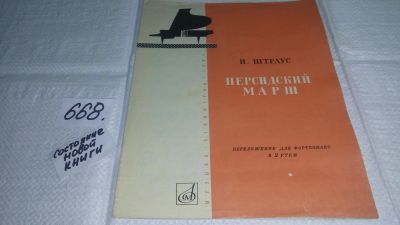 668.
состояние
новой
книги
И. ШТРАУС
ПЕРСИДСКИЙ
МАРШ
ПЕРЕЛОЖЕНИЕ ДЛЯ ФОРТЕПИАНО
В 2 РУКИ